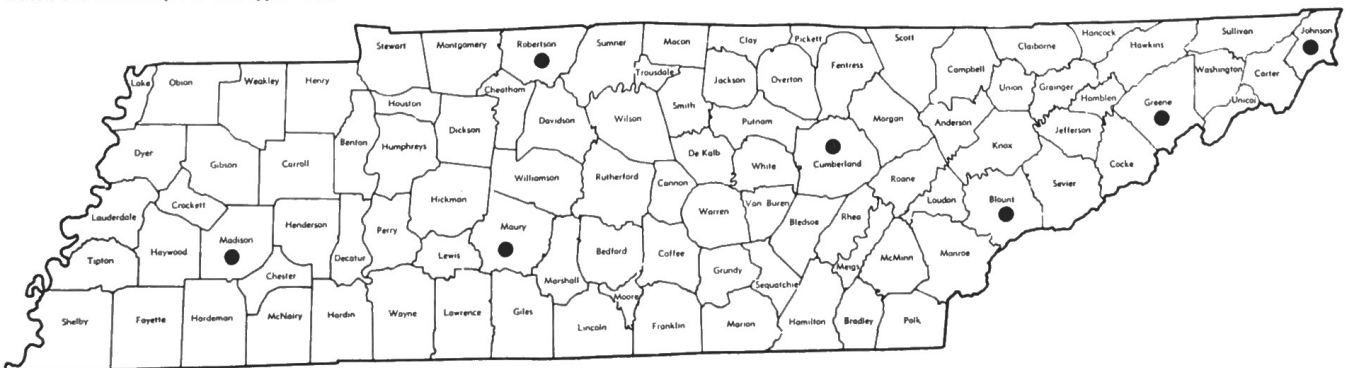 Stewart Montgomery Robertson Sumner Macon Clay Pickett Scott Claiborne Hancock Hawkins Sullivan Johnson
Lake Obion Weakley Henry Houston Cheatham Trousdale Jackson Overton Fentress Campbell Union Grainger Hamblen Washington Carter Unicoi
Dyer Gibson Carroll Benton Humphreys Dickson Davidson Wilson Smith Putnam Morgan Anderson Knox Jefferson Greene
De Kalb White Cumberland Cocke
Crockett Williamson Rutherford Cannon Roane Loudon Blount Sevier
Lauderdale Haywood Madison Henderson Decatur Perry Hickman Maury Warren Van Buren Bledsoe Rhea
Tipton Chester Lewis Marshall Bedford Coffee Grundy Sequatchie Meigs McMinn Monroe
Shelby Fayette Hardeman McNairy Hardin Wayne Lawrence Giles Lincoln Moore Franklin Marion Hamilton Bradley Polk